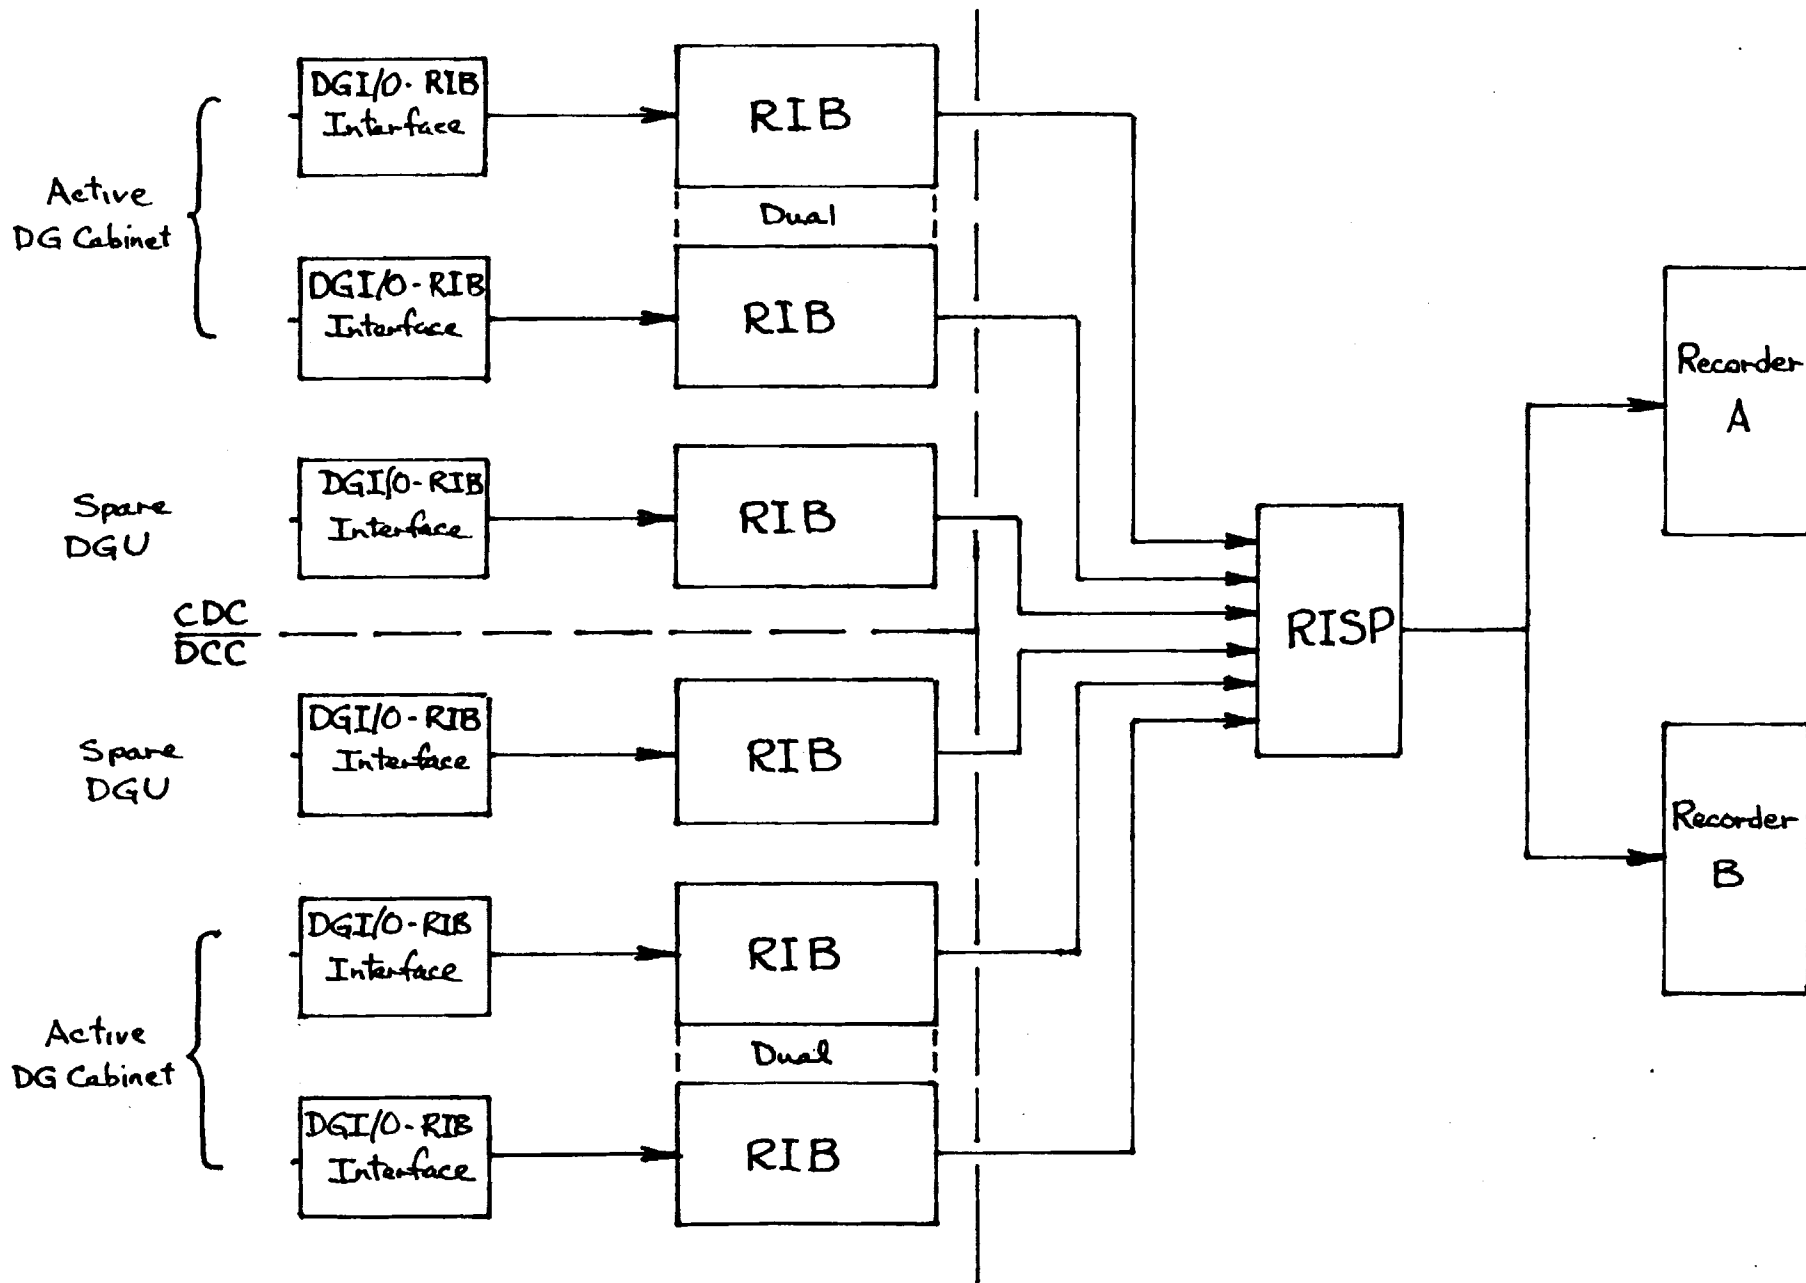 DGI/O-RIB
Interface
RIB
Active
DG Cabinet
Dual
DGI/O-RIB
Interface
RIB
Recorder
A
Spare
DGU
DGI/O-RIB
Interface
RIB
CDC
DCC
RISP
Spare
DGU
DGI/O-RIB
Interface
RIB
Recorder
B
DGI/O-RIB
Interface
RIB
Active
DG Cabinet
Dual
DGI/O-RIB
Interface
RIB